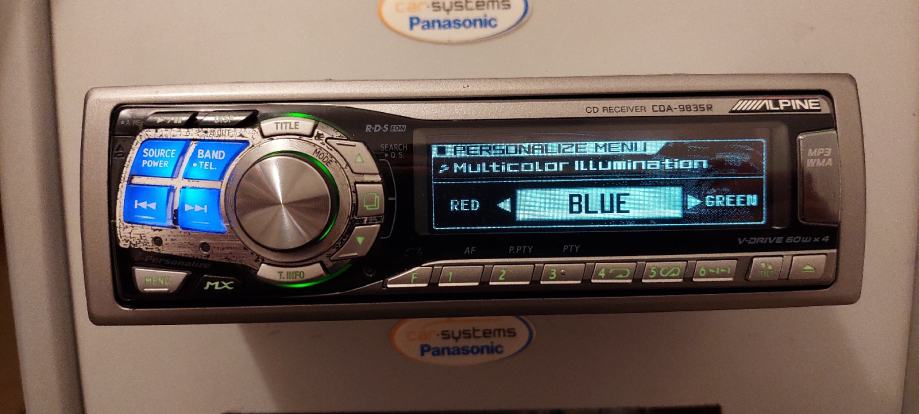 car·systems
Panasonic
CD RECEIVER CDA-9835R
ALPINE
R·D·S EON
TITLE
MODE
SEARCH
Q.S.
SOURCE
POWER
BAND
TEL.
PERSONALIZE MENU
Multicolor Illumination
RED ◀ BLUE ▶ GREEN
MP3
WMA
V-DRIVE 60W x 4
AF P.PTY PTY
T.INFO
MENU
MX
F 1 2 3 4 5 6
car·systems
Panasonic